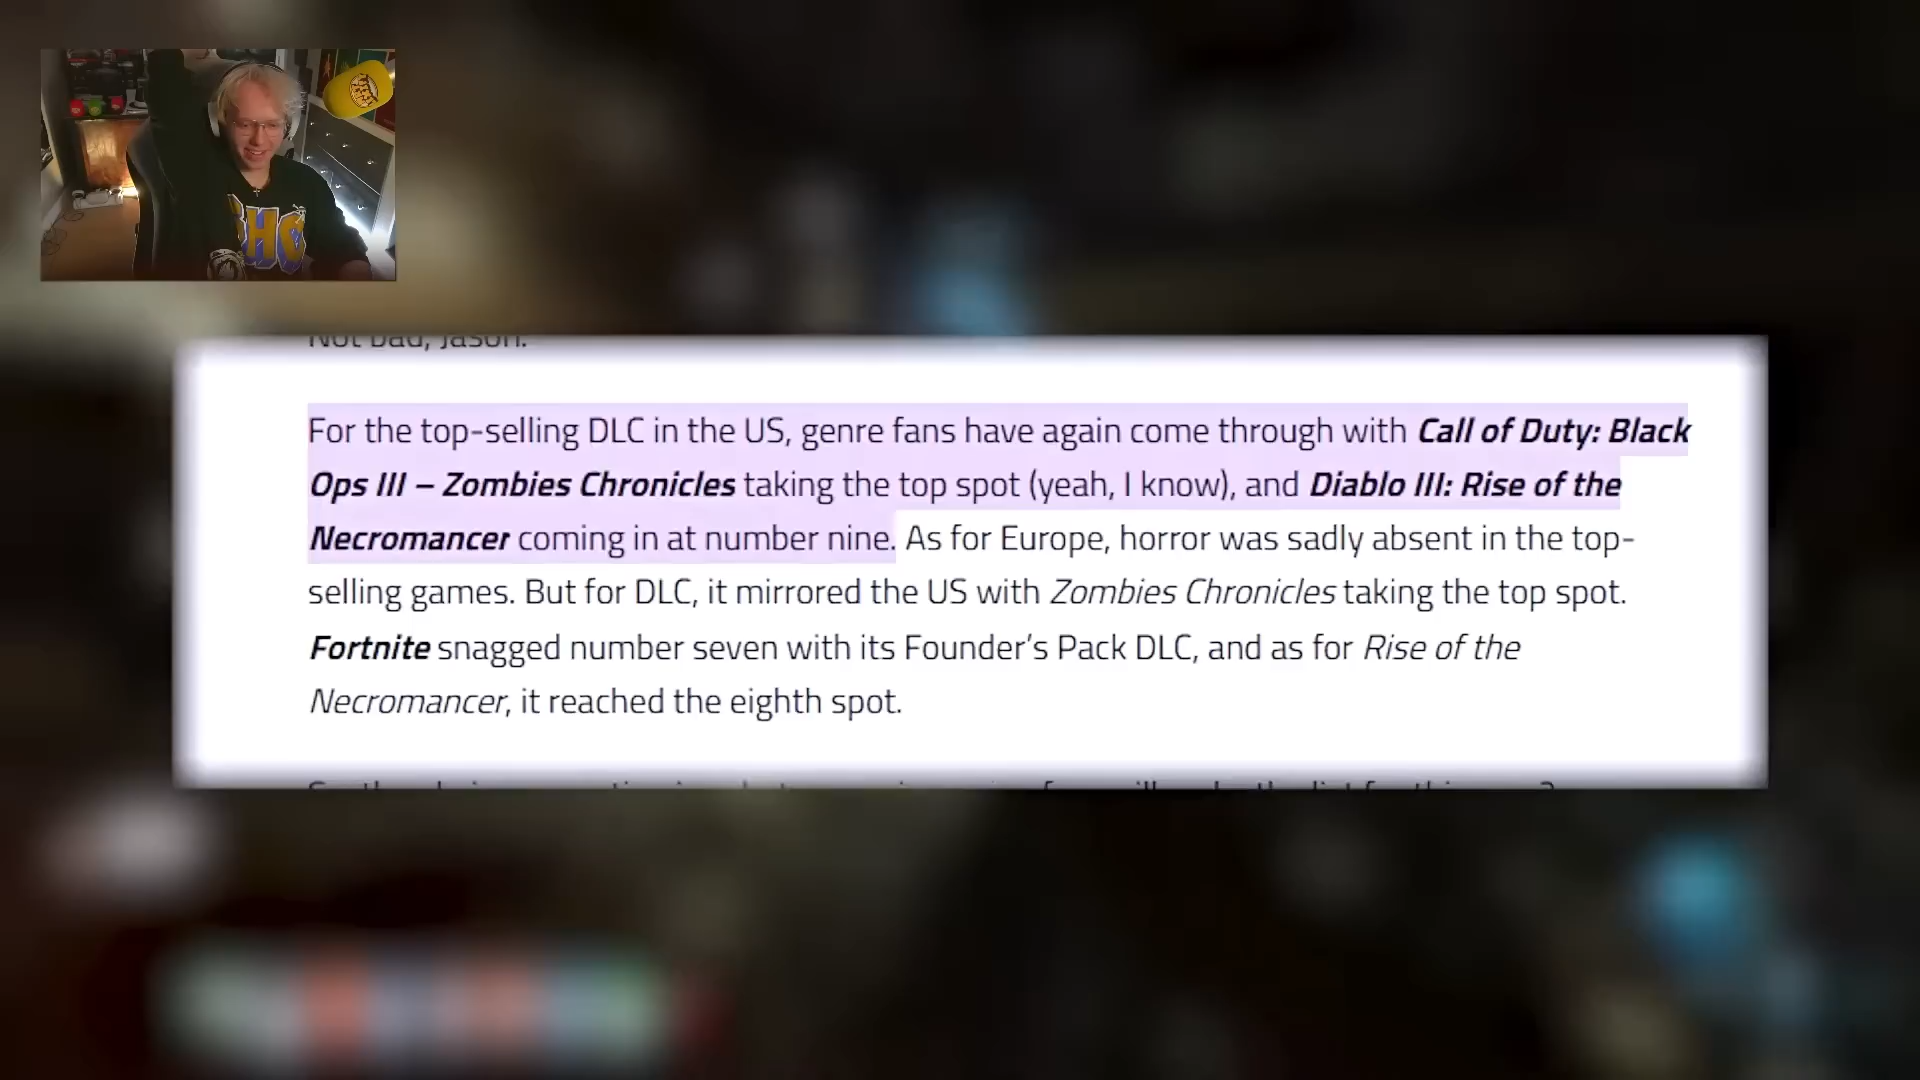 Not bad, Jason.
For the top-selling DLC in the US, genre fans have again come through with Call of Duty: Black
Ops III – Zombies Chronicles taking the top spot (yeah, I know), and Diablo III: Rise of the
Necromancer coming in at number nine. As for Europe, horror was sadly absent in the top-
selling games. But for DLC, it mirrored the US with Zombies Chronicles taking the top spot.
Fortnite snagged number seven with its Founder’s Pack DLC, and as for Rise of the
Necromancer, it reached the eighth spot.